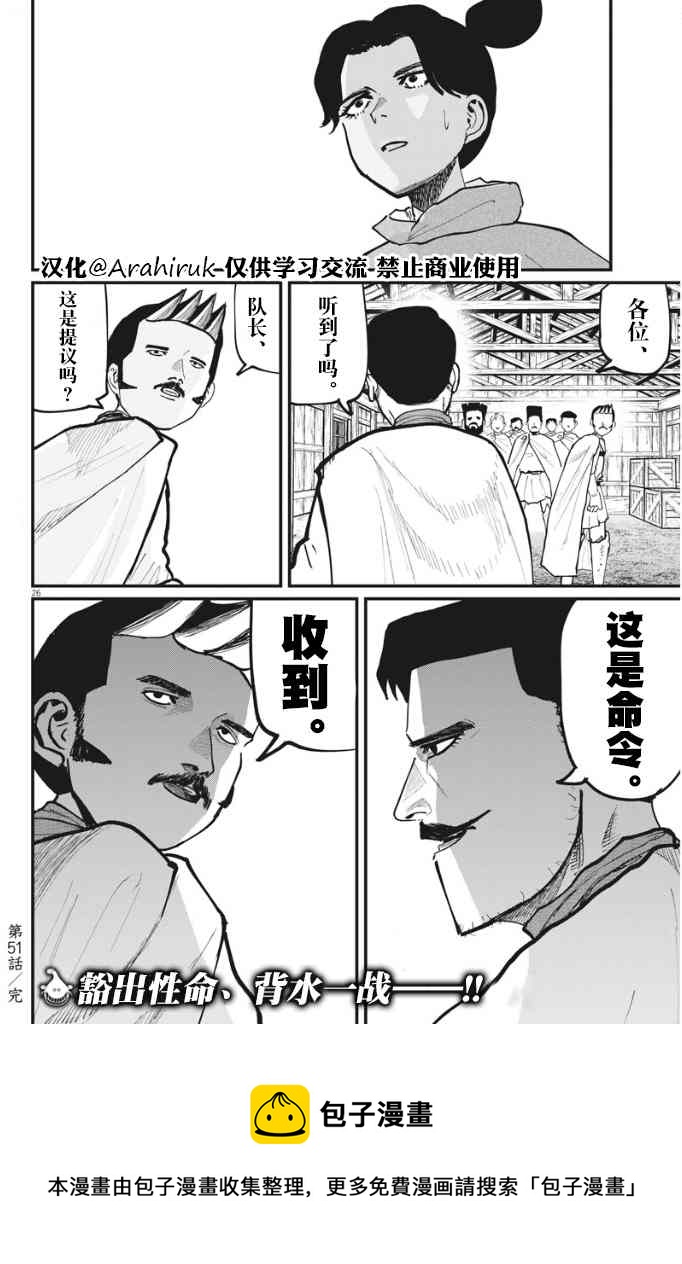 汉化@Arahiruk-仅供学习交流-禁止商业使用
各位、
听到了吗。
队长、
这是提议吗？
26
这是命令。
收到。
第51話／完
豁出性命、背水一战——!!
包子漫畫
本漫畫由包子漫畫收集整理，更多免費漫画請搜索「包子漫畫」